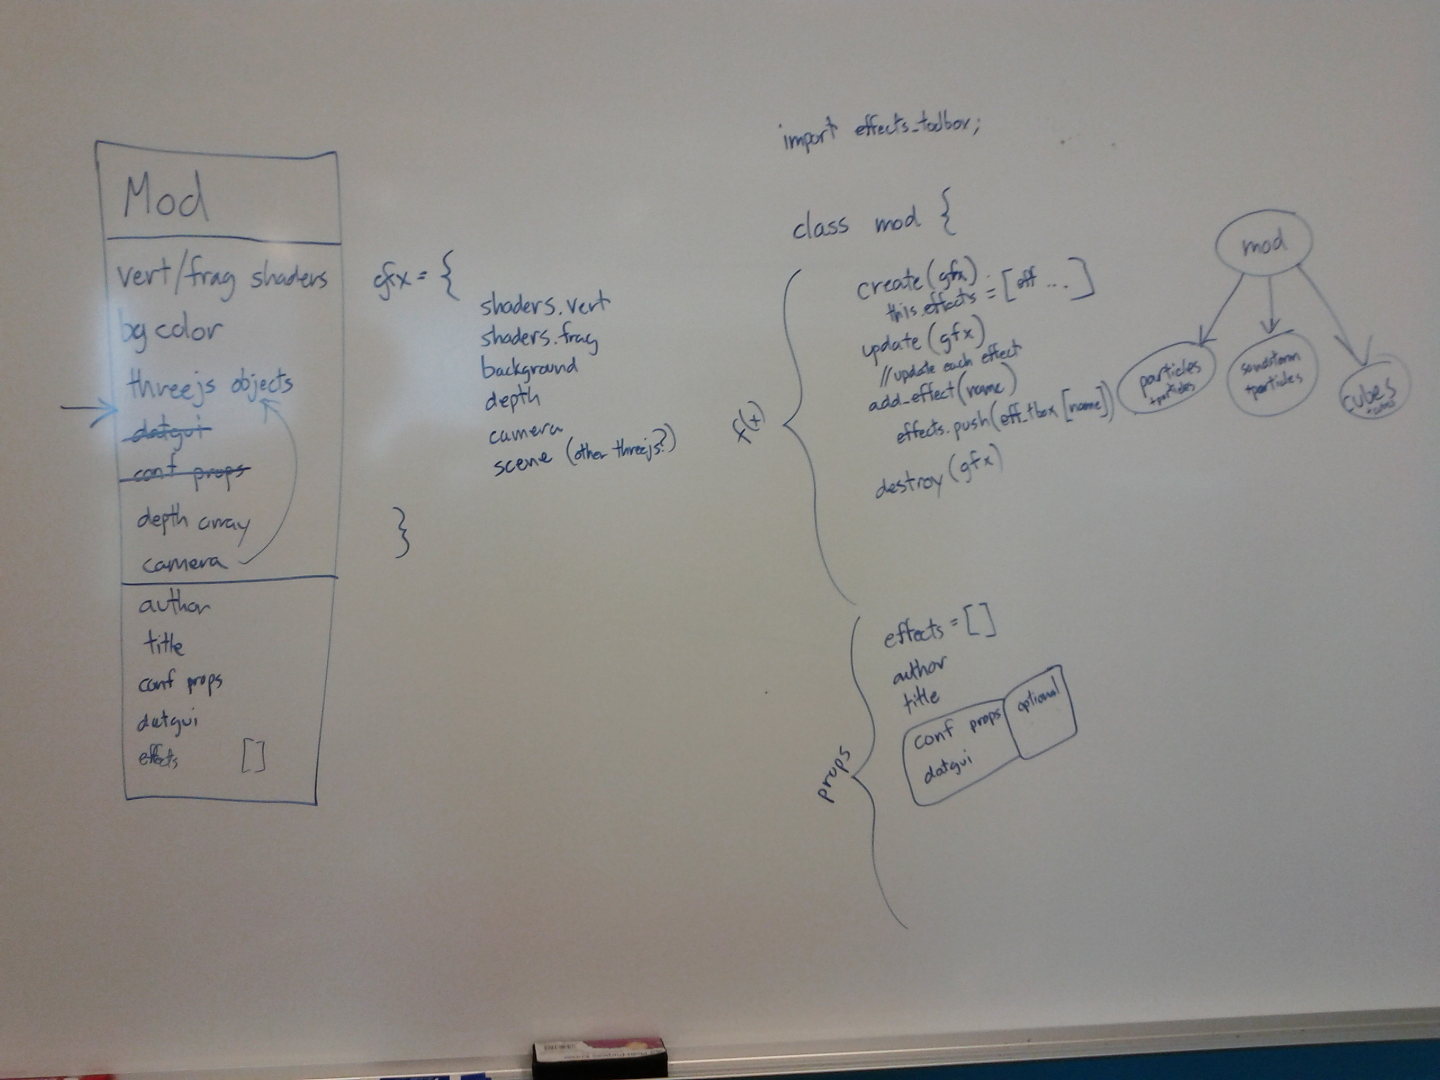 Mod
vert/frag shaders
bg color
threejs objects
datgui
conf props
depth array
camera
author
title
conf props
datgui
effects []
gfx = {
shaders.vert
shaders.frag
background
depth
camera
scene (other threejs?)
}
import effects_toolbox;
class mod {
f(x)
create(gfx)
this.effects = [eff ...]
update(gfx)
//update each effect
add_effect(name)
effects.push(eff_tbox[name])
destroy(gfx)
props
effects = []
author
title
conf props
optional
datgui
mod
particles
+particles
sandstorm
+particles
cubes